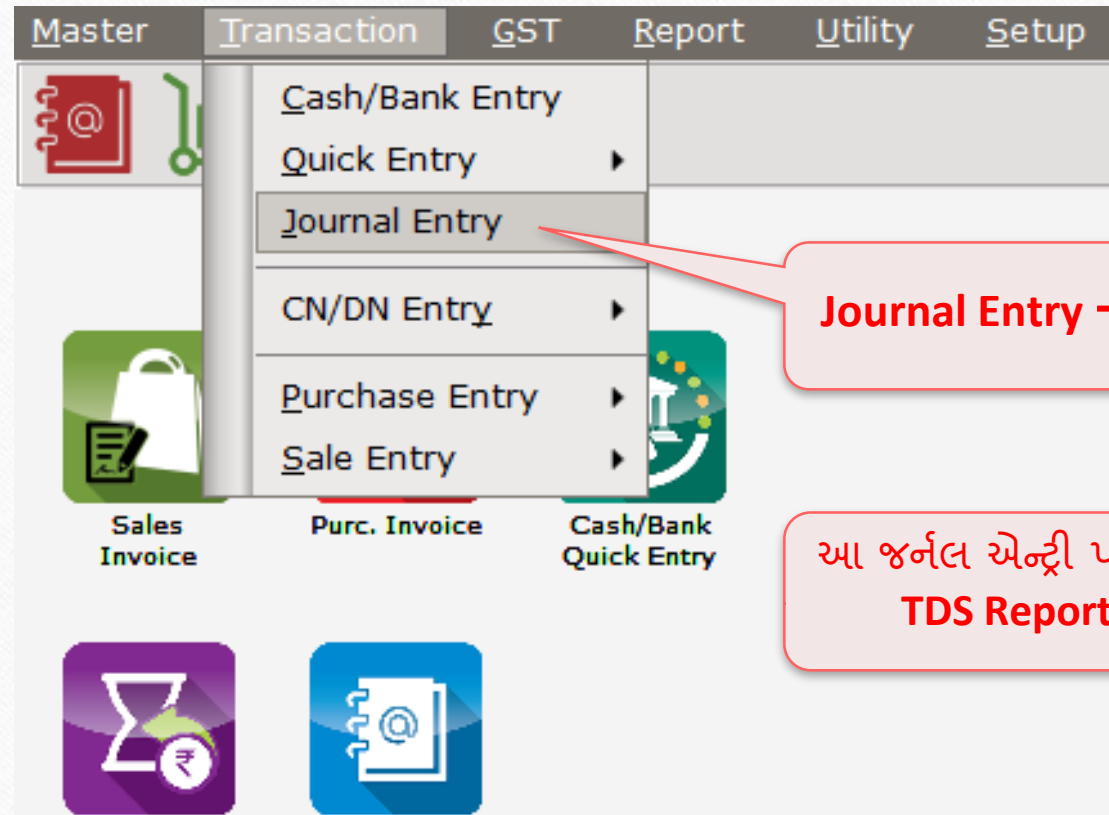 Master Transaction GST Report Utility Setup
Cash/Bank Entry
Quick Entry
Journal Entry
CN/DN Entry
Purchase Entry
Sale Entry
Journal Entry -
આ જર્નલ એન્ટ્રી
TDS Report
Sales
Invoice
Purc. Invoice
Cash/Bank
Quick Entry